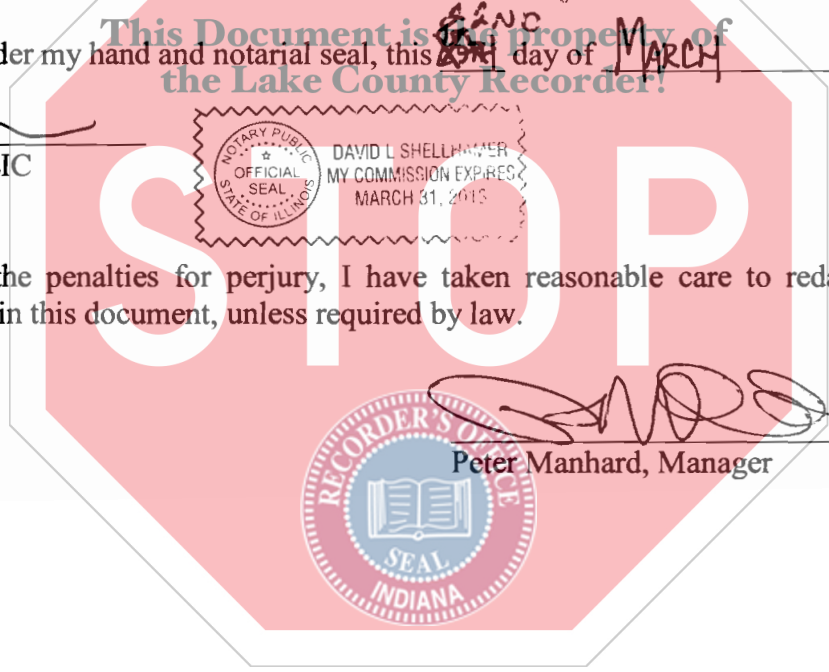 22ND
This Document is the property of
der my hand and notarial seal, this day of MARCH
the Lake County Recorder!
IC
NOTARY PUBLIC
OFFICIAL
SEAL
STATE OF ILLINOIS
DAVID L SHELLHAMER
MY COMMISSION EXPIRES
MARCH 31,
STOP
the penalties for perjury, I have taken reasonable care to reda
in this document, unless required by law.
Peter Manhard, Manager
RECORDER'S OFFICE
SEAL
INDIANA